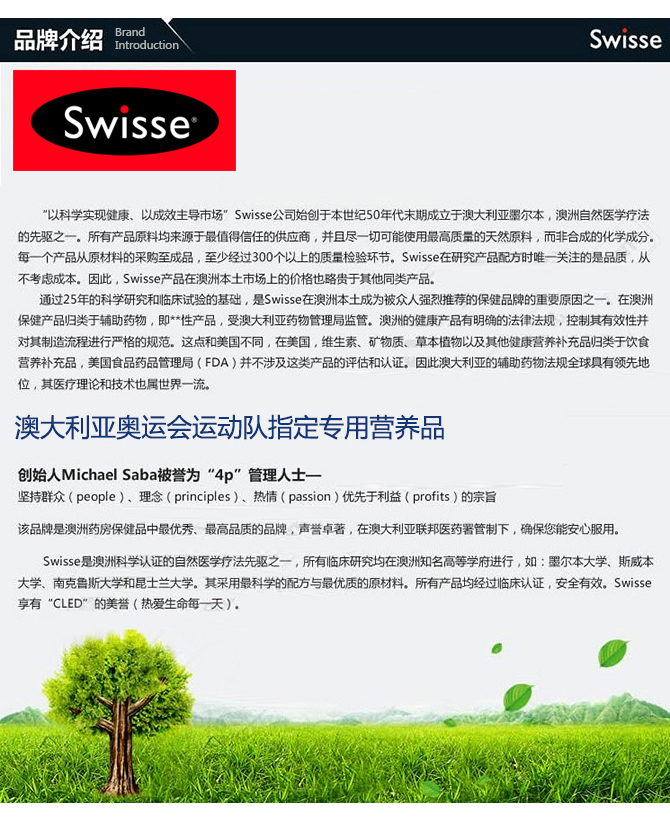 品牌介绍
Brand
Introduction
Swisse
Swisse®
“以科学实现健康、以成效主导市场”Swisse公司始创于本世纪50年代末期成立于澳大利亚墨尔本，澳洲自然医学疗法
的先驱之一。所有产品原料均来源于最值得信任的供应商，并且尽一切可能使用最高质量的天然原料，而非合成的化学成分。
每一个产品从原材料的采购至成品，至少经过300个以上的质量检验环节。Swisse在研究产品配方时唯一关注的是品质，从
不考虑成本。因此，Swisse产品在澳洲本土市场上的价格也略贵于其他同类产品。
通过25年的科学研究和临床试验的基础，是Swisse在澳洲本土成为被众人强烈推荐的保健品牌的重要原因之一。在澳洲
保健产品归类于辅助药物，即**性产品，受澳大利亚药物管理局监管。澳洲的健康产品有明确的法律法规，控制其有效性并
对其制造流程进行严格的规范。这点和美国不同，在美国，维生素、矿物质、草本植物以及其他健康营养补充品归类于饮食
营养补充品，美国食品药品管理局（FDA）并不涉及这类产品的评估和认证。因此澳大利亚的辅助药物法规全球具有领先地
位，其医疗理论和技术也属世界一流。
澳大利亚奥运会运动队指定专用营养品
创始人Michael Saba被誉为“4p”管理人士—
坚持群众（people）、理念（principles）、热情（passion）优先于利益（profits）的宗旨
该品牌是澳洲药房保健品中最优秀、最高品质的品牌，声誉卓著，在澳大利亚联邦医药署管制下，确保您能安心服用。
Swisse是澳洲科学认证的自然医学疗法先驱之一，所有临床研究均在澳洲知名高等学府进行，如：墨尔本大学、斯威本
大学、南克鲁斯大学和昆士兰大学。其采用最科学的配方与最优质的原材料。所有产品均经过临床认证，安全有效。Swisse
享有“CLED”的美誉（热爱生命每一天）。